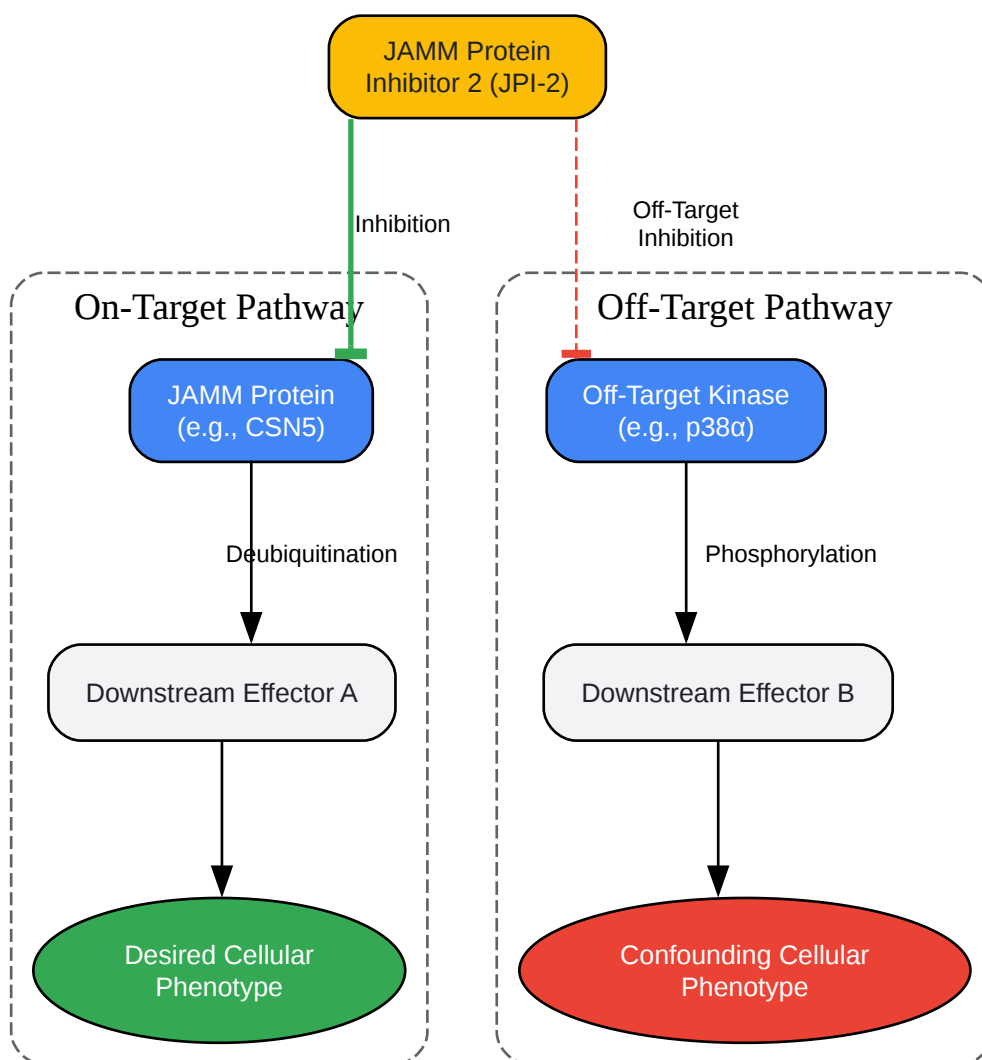 JAMM Protein
Inhibitor 2 (JPI-2)
Inhibition
Off-Target
Inhibition
On-Target Pathway
Off-Target Pathway
JAMM Protein
(e.g., CSN5)
Off-Target Kinase
(e.g., p38α)
Deubiquitination
Phosphorylation
Downstream Effector A
Downstream Effector B
Desired Cellular
Phenotype
Confounding Cellular
Phenotype